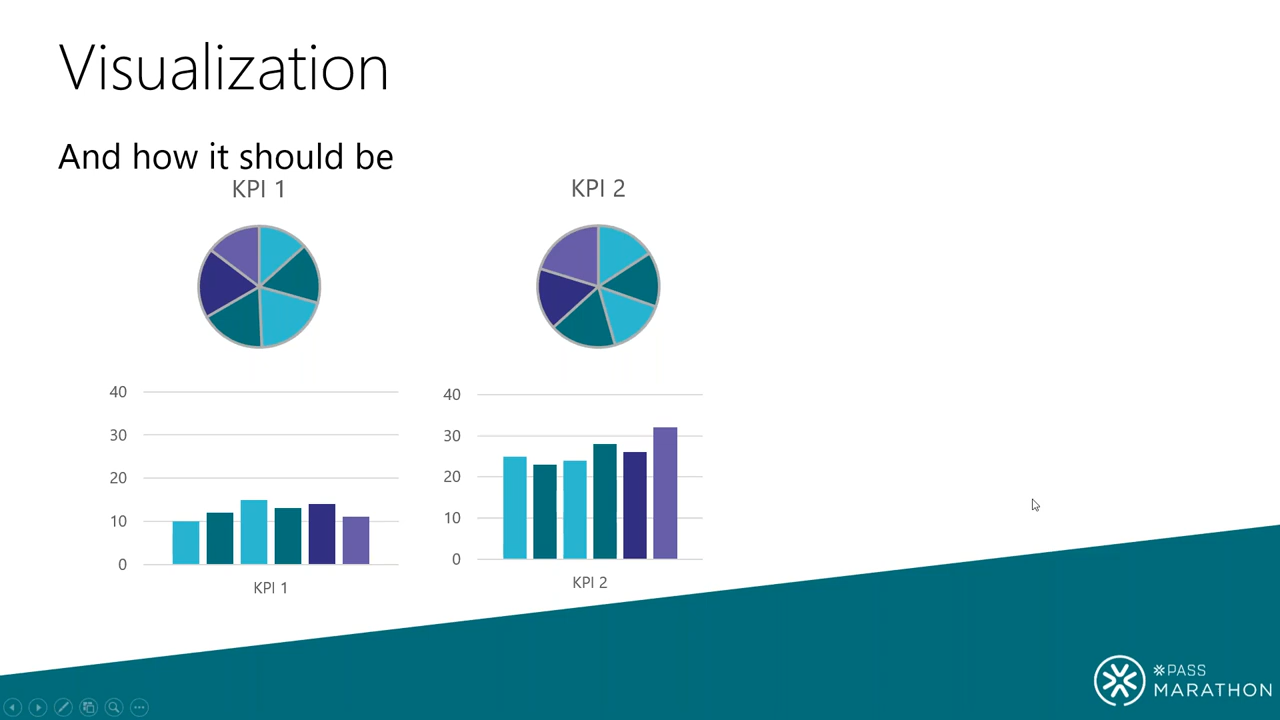 Visualization
And how it should be
KPI 1
KPI 2
40
30
20
10
0
KPI 1
40
30
20
10
0
KPI 2
PASS
MARATHON